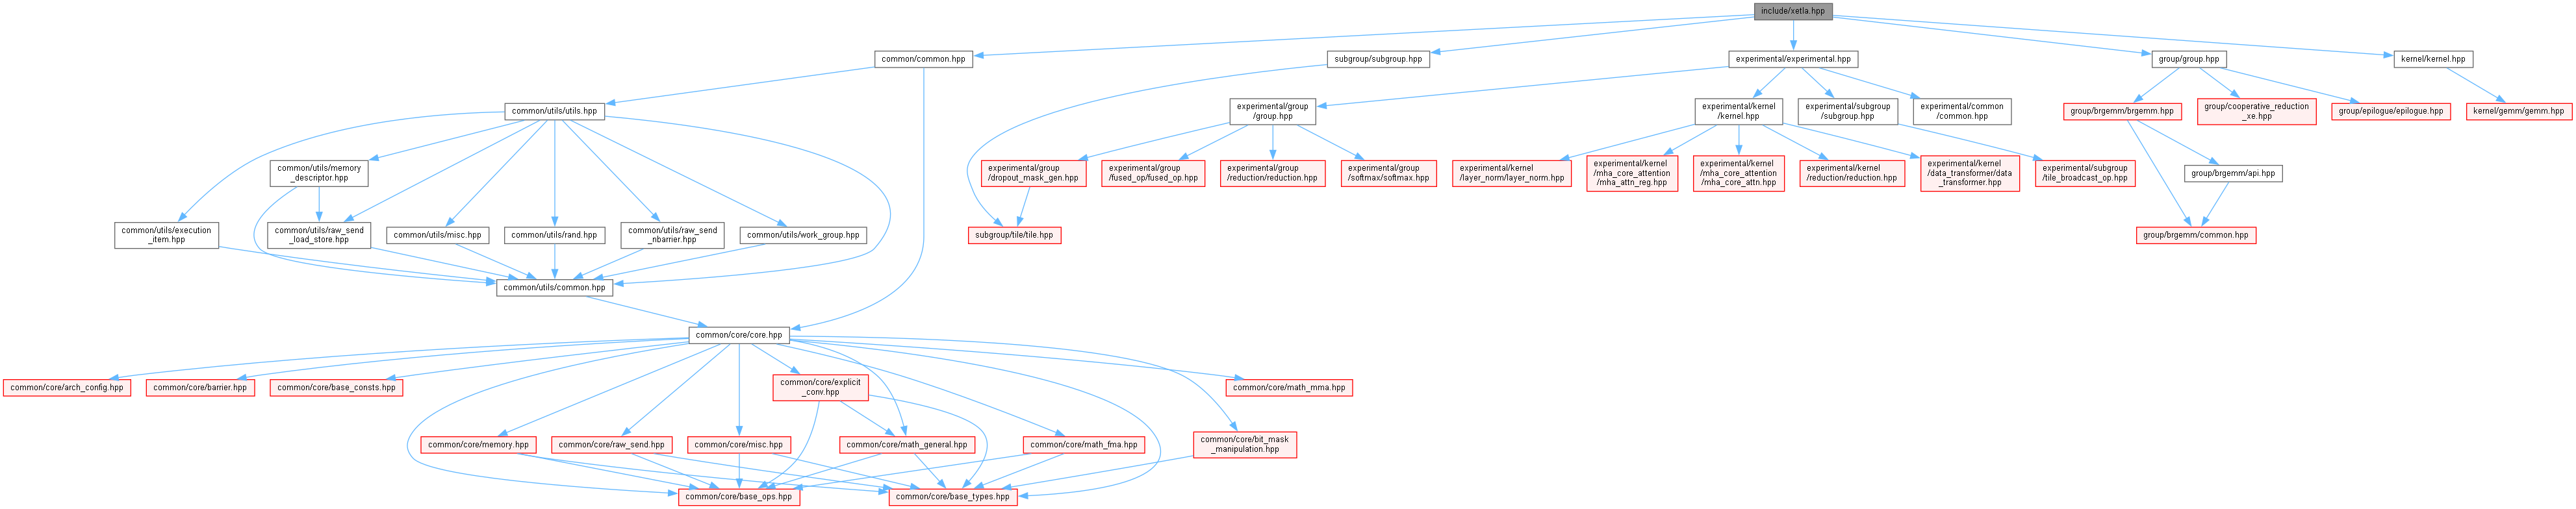 include/xetla.hpp
common/common.hpp
subgroup/subgroup.hpp
experimental/experimental.hpp
group/group.hpp
kernel/kernel.hpp
common/utils/utils.hpp
experimental/group
/group.hpp
experimental/kernel
/kernel.hpp
experimental/subgroup
/subgroup.hpp
experimental/common
/common.hpp
group/brgemm/brgemm.hpp
group/cooperative_reduction
_xe.hpp
group/epilogue/epilogue.hpp
kernel/gemm/gemm.hpp
common/utils/memory
_descriptor.hpp
experimental/group
/dropout_mask_gen.hpp
experimental/group
/fused_op/fused_op.hpp
experimental/group
/reduction/reduction.hpp
experimental/group
/softmax/softmax.hpp
experimental/kernel
/layer_norm/layer_norm.hpp
experimental/kernel
/mha_core_attention
/mha_attn_reg.hpp
experimental/kernel
/mha_core_attention
/mha_core_attn.hpp
experimental/kernel
/reduction/reduction.hpp
experimental/kernel
/data_transformer/data
_transformer.hpp
experimental/subgroup
/tile_broadcast_op.hpp
group/brgemm/api.hpp
common/utils/execution
_item.hpp
common/utils/raw_send
_load_store.hpp
common/utils/misc.hpp
common/utils/rand.hpp
common/utils/raw_send
_nbarrier.hpp
common/utils/work_group.hpp
subgroup/tile/tile.hpp
group/brgemm/common.hpp
common/utils/common.hpp
common/core/core.hpp
common/core/arch_config.hpp
common/core/barrier.hpp
common/core/base_consts.hpp
common/core/explicit
_conv.hpp
common/core/math_mma.hpp
common/core/memory.hpp
common/core/raw_send.hpp
common/core/misc.hpp
common/core/math_general.hpp
common/core/math_fma.hpp
common/core/bit_mask
_manipulation.hpp
common/core/base_ops.hpp
common/core/base_types.hpp